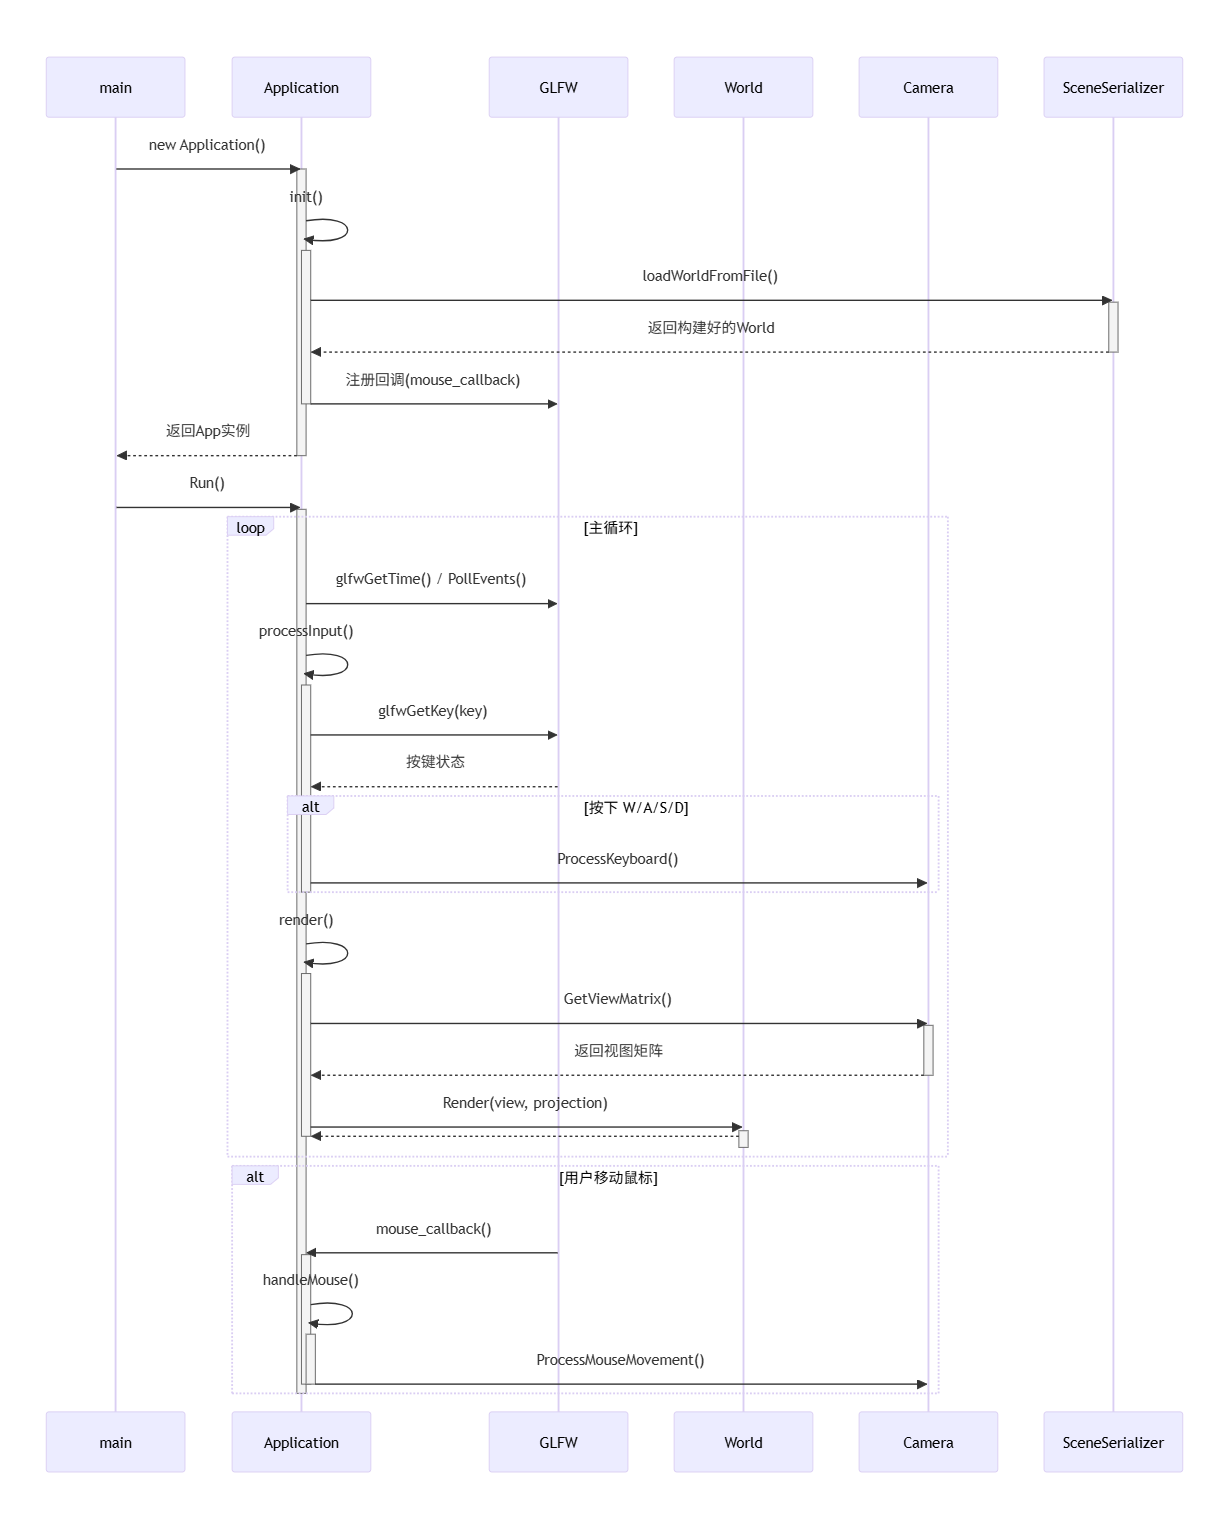 main
Application
GLFW
World
Camera
SceneSerializer
new Application()
init()
loadWorldFromFile()
返回构建好的World
注册回调(mouse_callback)
返回App实例
Run()
loop
[主循环]
glfwGetTime() / PollEvents()
processInput()
glfwGetKey(key)
按键状态
alt
[按下 W/A/S/D]
ProcessKeyboard()
render()
GetViewMatrix()
返回视图矩阵
Render(view, projection)
alt
[用户移动鼠标]
mouse_callback()
handleMouse()
ProcessMouseMovement()
main
Application
GLFW
World
Camera
SceneSerializer